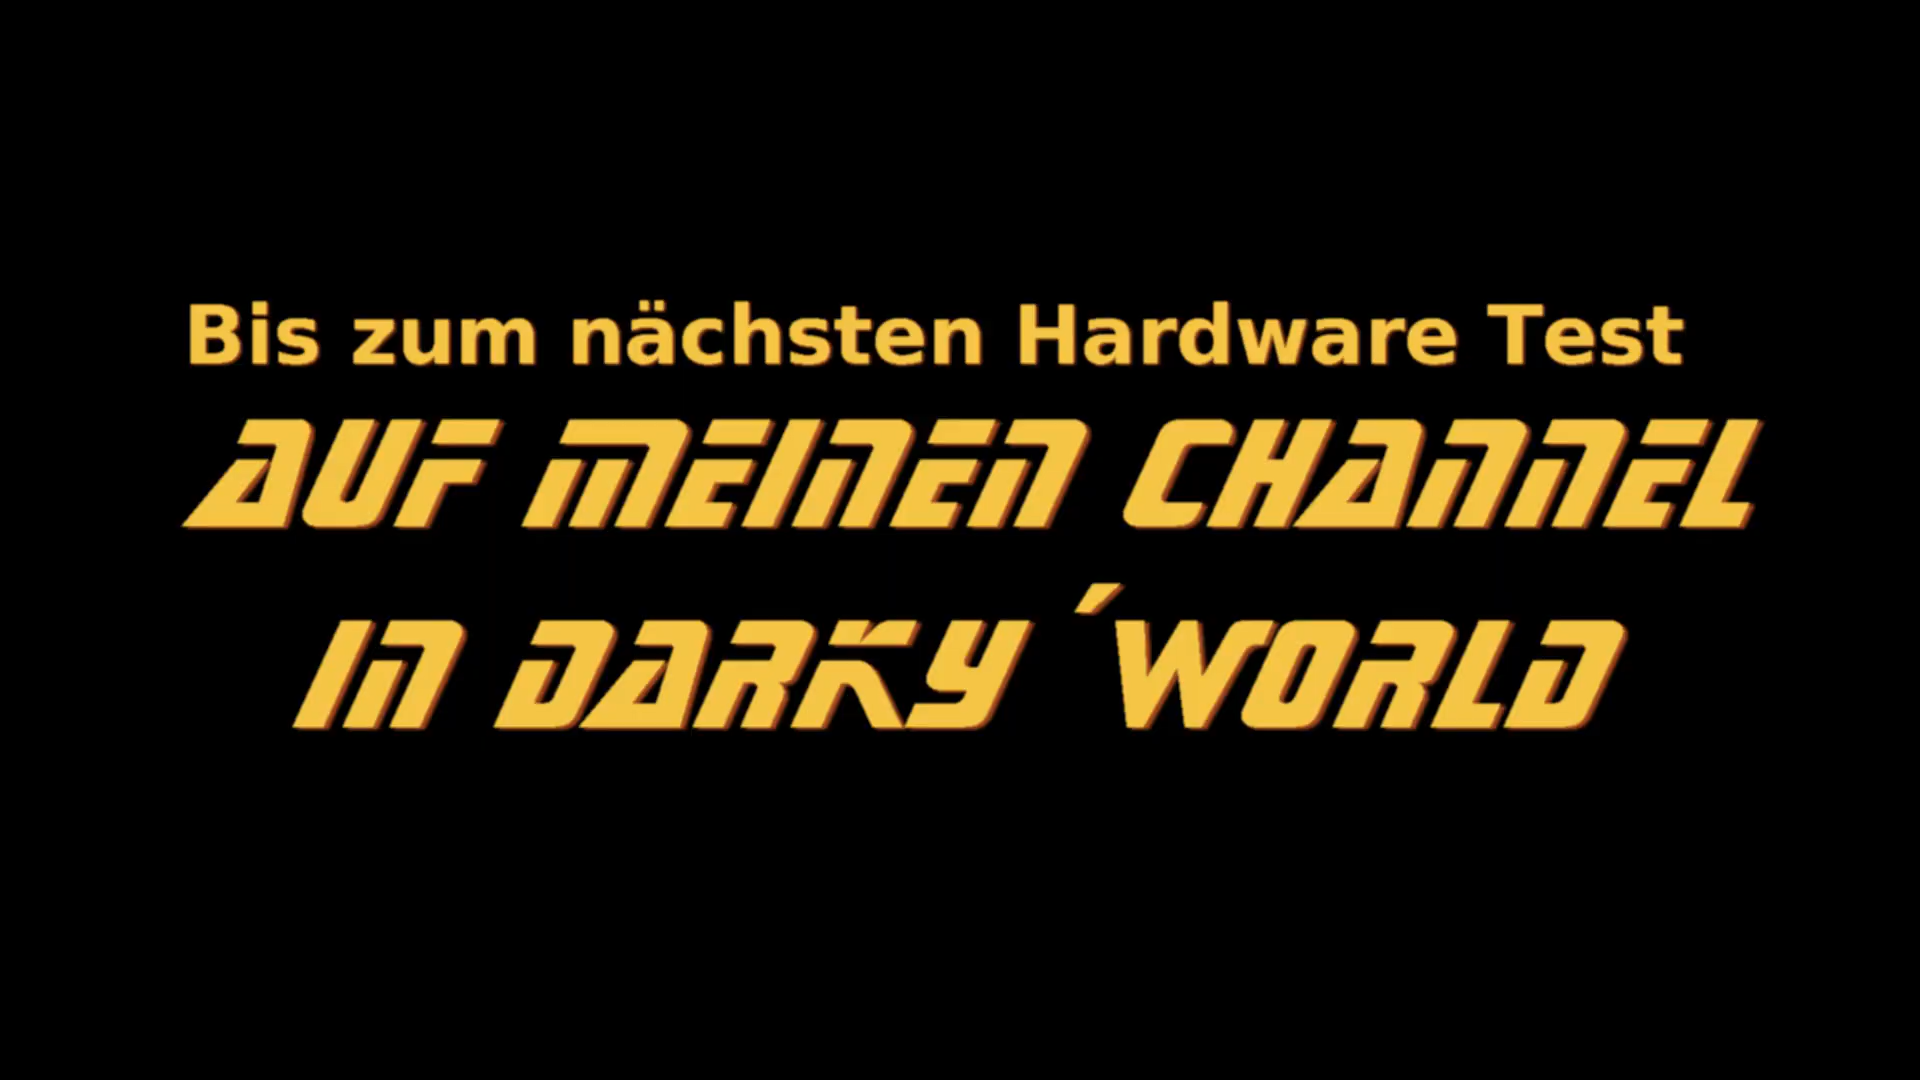 Bis zum nächsten Hardware Test
AUF MEINEN CHANNEL
IN DARKY ´WORLD